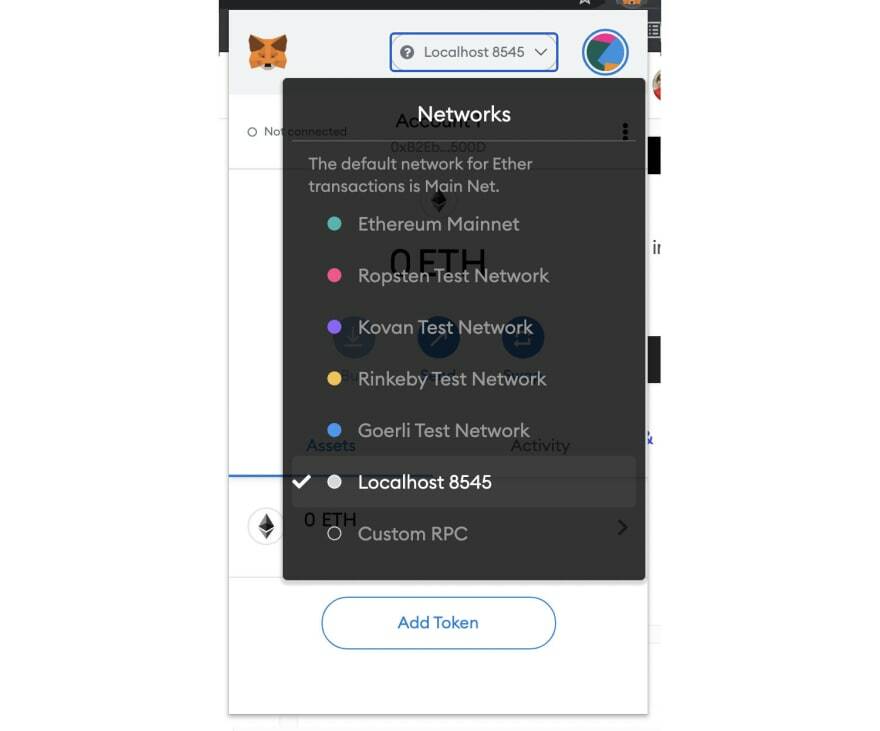 Localhost 8545
Networks
Account 1
Not connected
0xB2Eb...500D
The default network for Ether
transactions is Main Net.
Ethereum Mainnet
0 ETH
Ropsten Test Network
Kovan Test Network
Rinkeby Test Network
Goerli Test Network
Assets
Activity
Localhost 8545
0 ETH
Custom RPC
Add Token